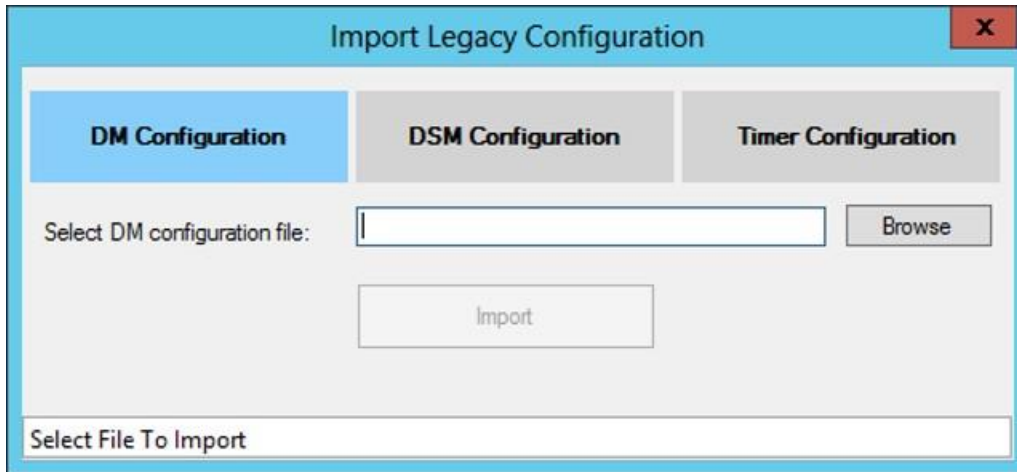 Import Legacy Configuration
x
DM Configuration
DSM Configuration
Timer Configuration
Select DM configuration file:
Browse
Import
Select File To Import